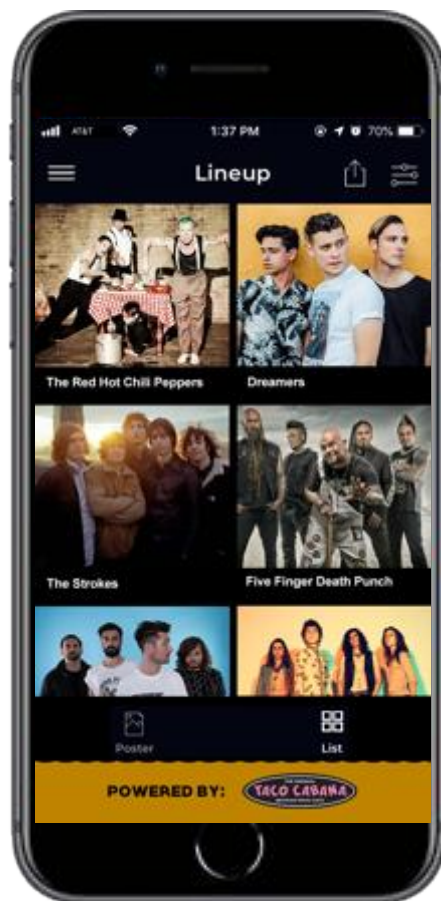 AT&T 1:37 PM 70%
Lineup
The Red Hot Chili Peppers Dreamers
The Strokes Five Finger Death Punch
Poster List
POWERED BY: TACO CABANA